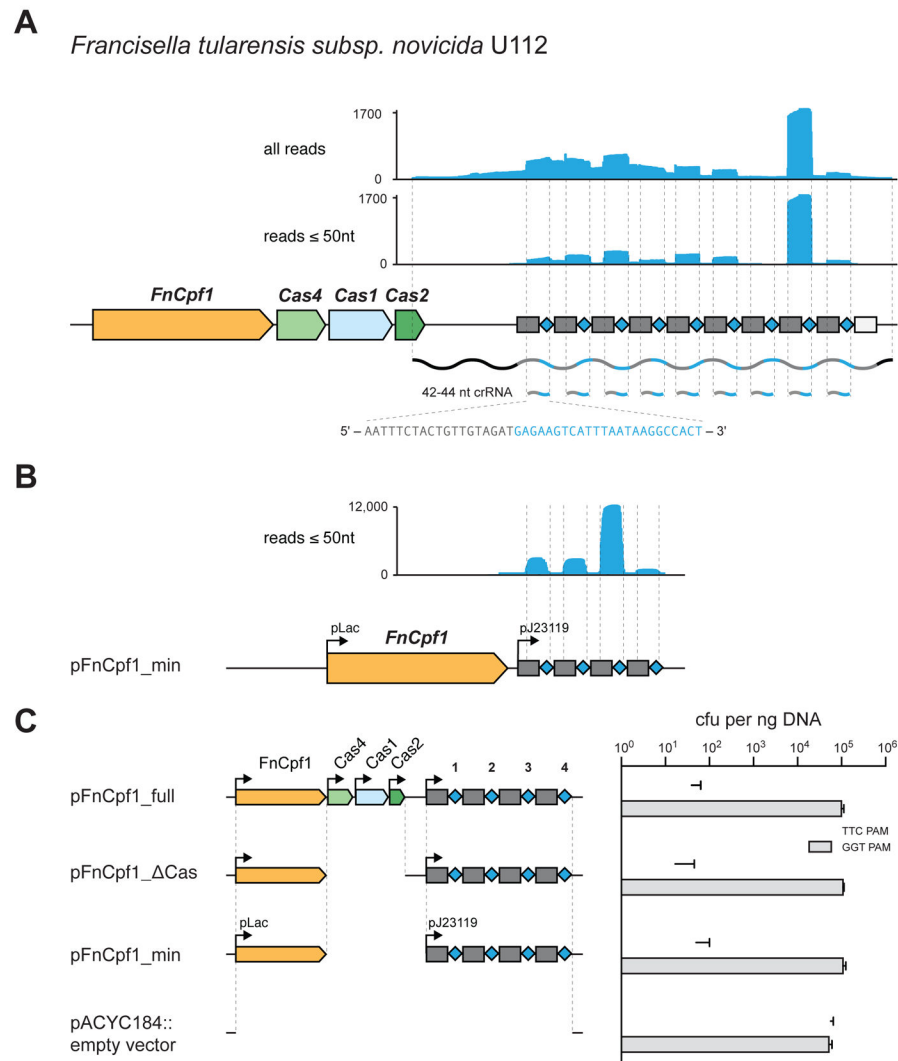 A
Francisella tularensis subsp. novicida U112
1700
all reads
0
1700
reads ≤ 50nt
0
FnCpf1 Cas4 Cas1 Cas2
42-44 nt crRNA
5' – AATTTCTACTGTTGTAGATGAGAAGTCATTTAATAAGGCCACT – 3'
B
12,000
reads ≤ 50nt
0
pLac FnCpf1 pJ23119
pFnCpf1_min
C
cfu per ng DNA
10⁰ 10¹ 10² 10³ 10⁴ 10⁵ 10⁶
FnCpf1 Cas4 Cas1 Cas2 1 2 3 4
pFnCpf1_full
TTC PAM
GGT PAM
pFnCpf1_ΔCas
pLac pJ23119
pFnCpf1_min
pACYC184::
empty vector